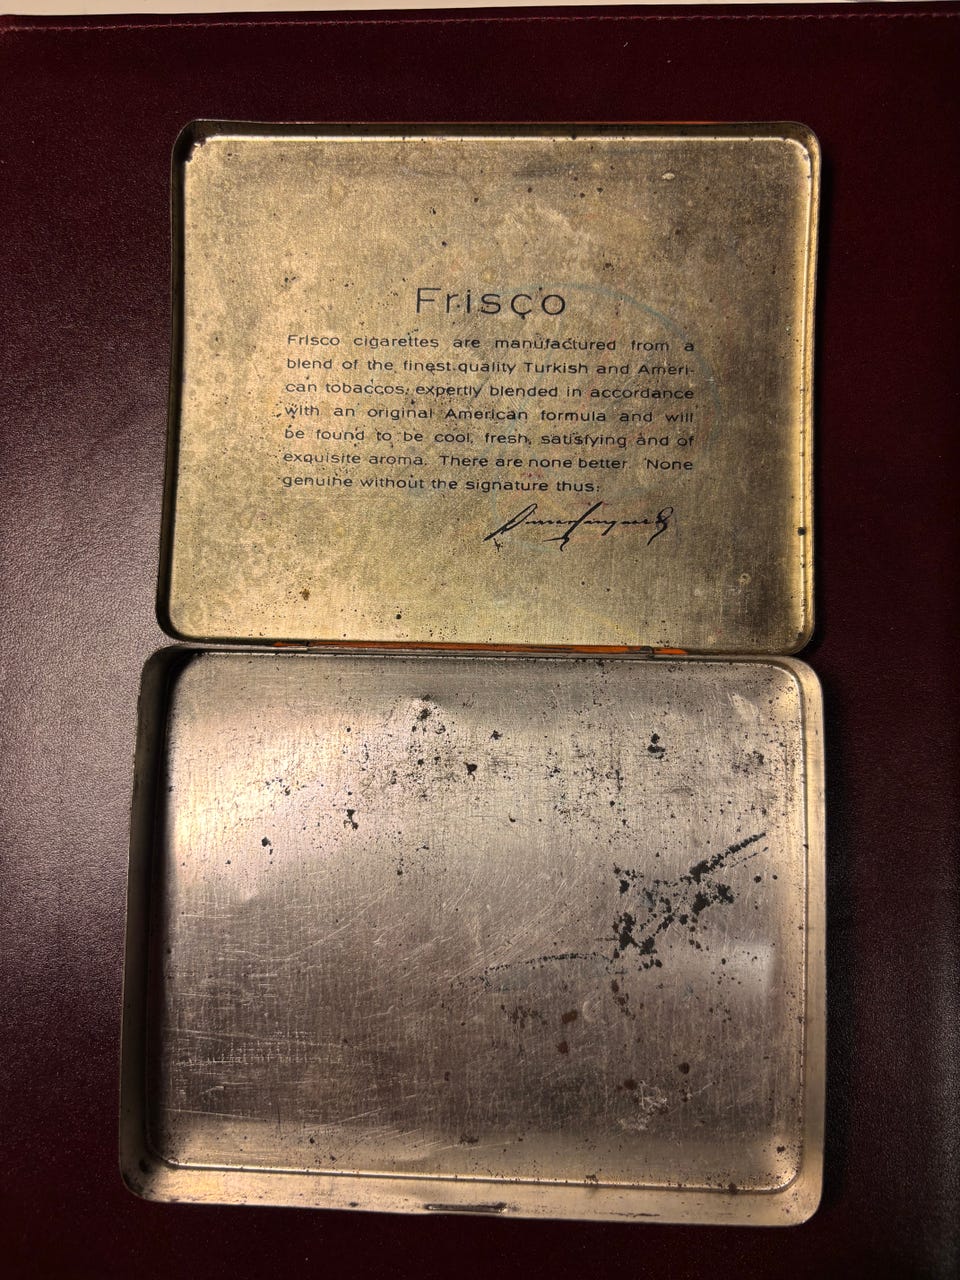 Frisco
Frisco cigarettes are manufactured from a
blend of the finest quality Turkish and Ameri-
can tobaccos, expertly blended in accordance
with an original American formula and will
be found to be cool, fresh, satisfying and of
exquisite aroma. There are none better. None
genuine without the signature thus: